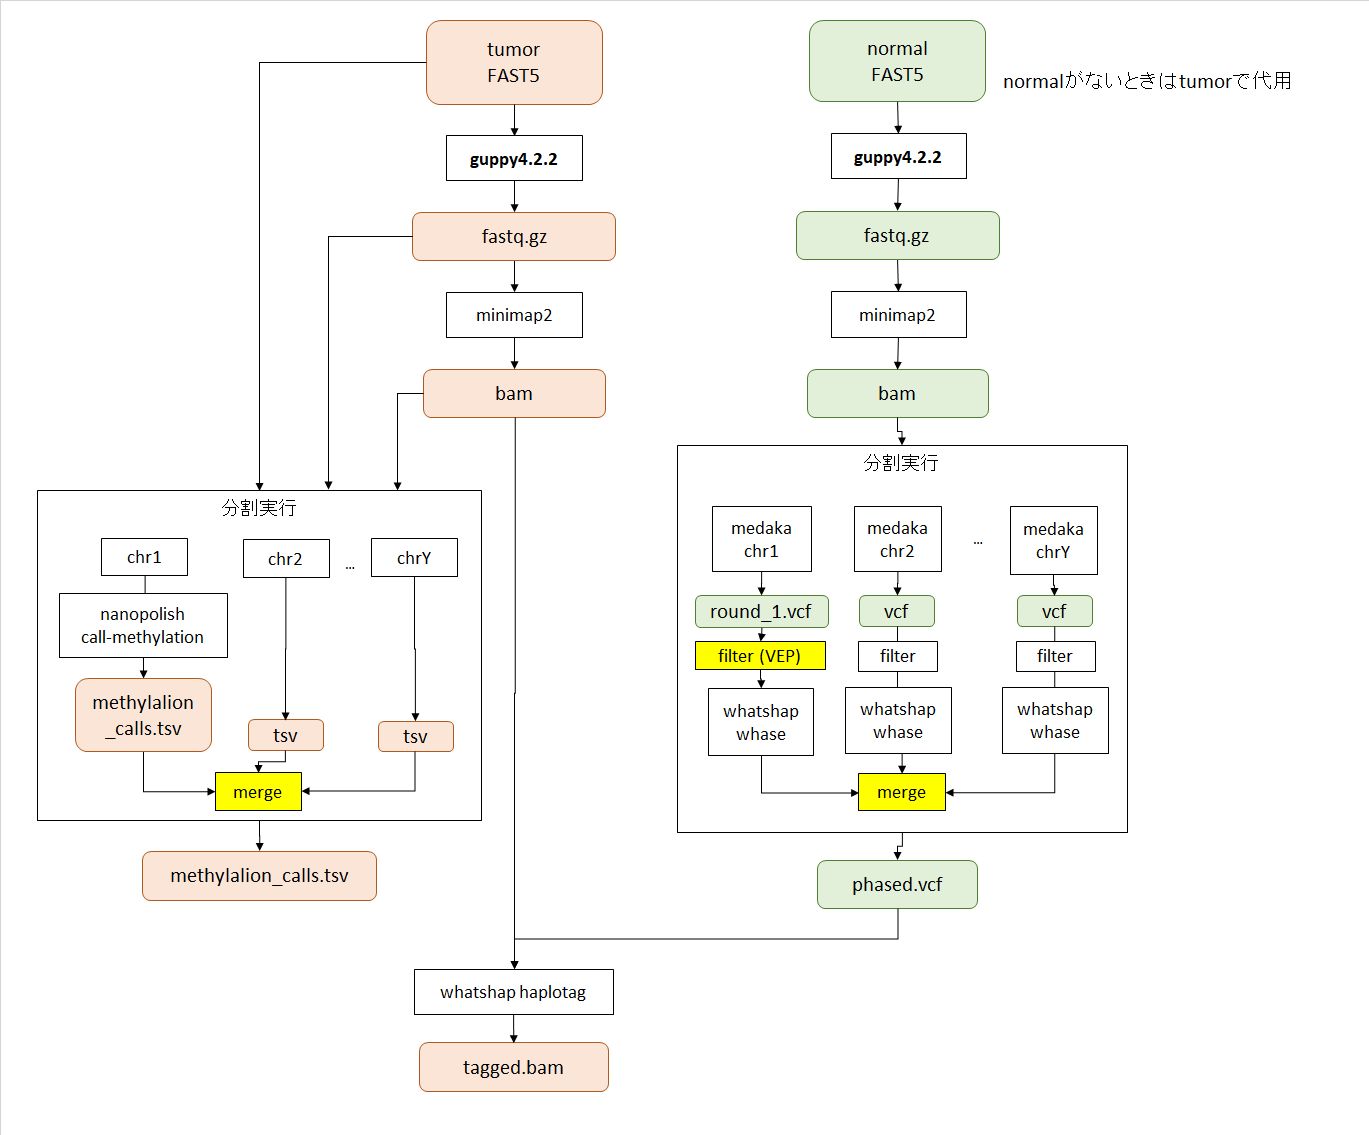 tumor
FAST5
normal
FAST5
normalがないときはtumorで代用
guppy4.2.2
guppy4.2.2
fastq.gz
fastq.gz
minimap2
minimap2
bam
bam
分割実行
chr1
chr2
...
chrY
nanopolish
call-methylation
methylalion
_calls.tsv
tsv
tsv
merge
methylalion_calls.tsv
分割実行
medaka
chr1
medaka
chr2
...
medaka
chrY
round_1.vcf
vcf
vcf
filter (VEP)
filter
filter
whatshap
whase
whatshap
whase
whatshap
whase
merge
phased.vcf
whatshap haplotag
tagged.bam